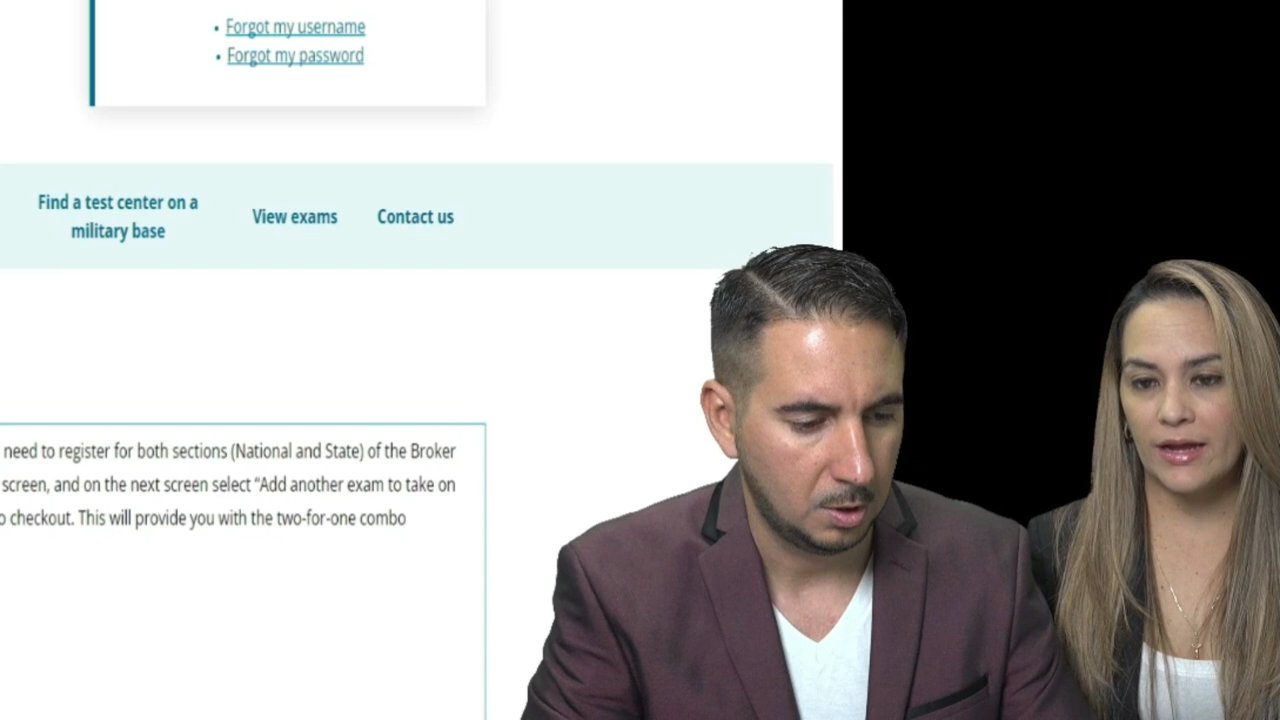 Forgot my username
Forgot my password
Find a test center on a
military base
View exams
Contact us
need to register for both sections (National and State) of the Broker
screen, and on the next screen select “Add another exam to take on
o checkout. This will provide you with the two-for-one combo